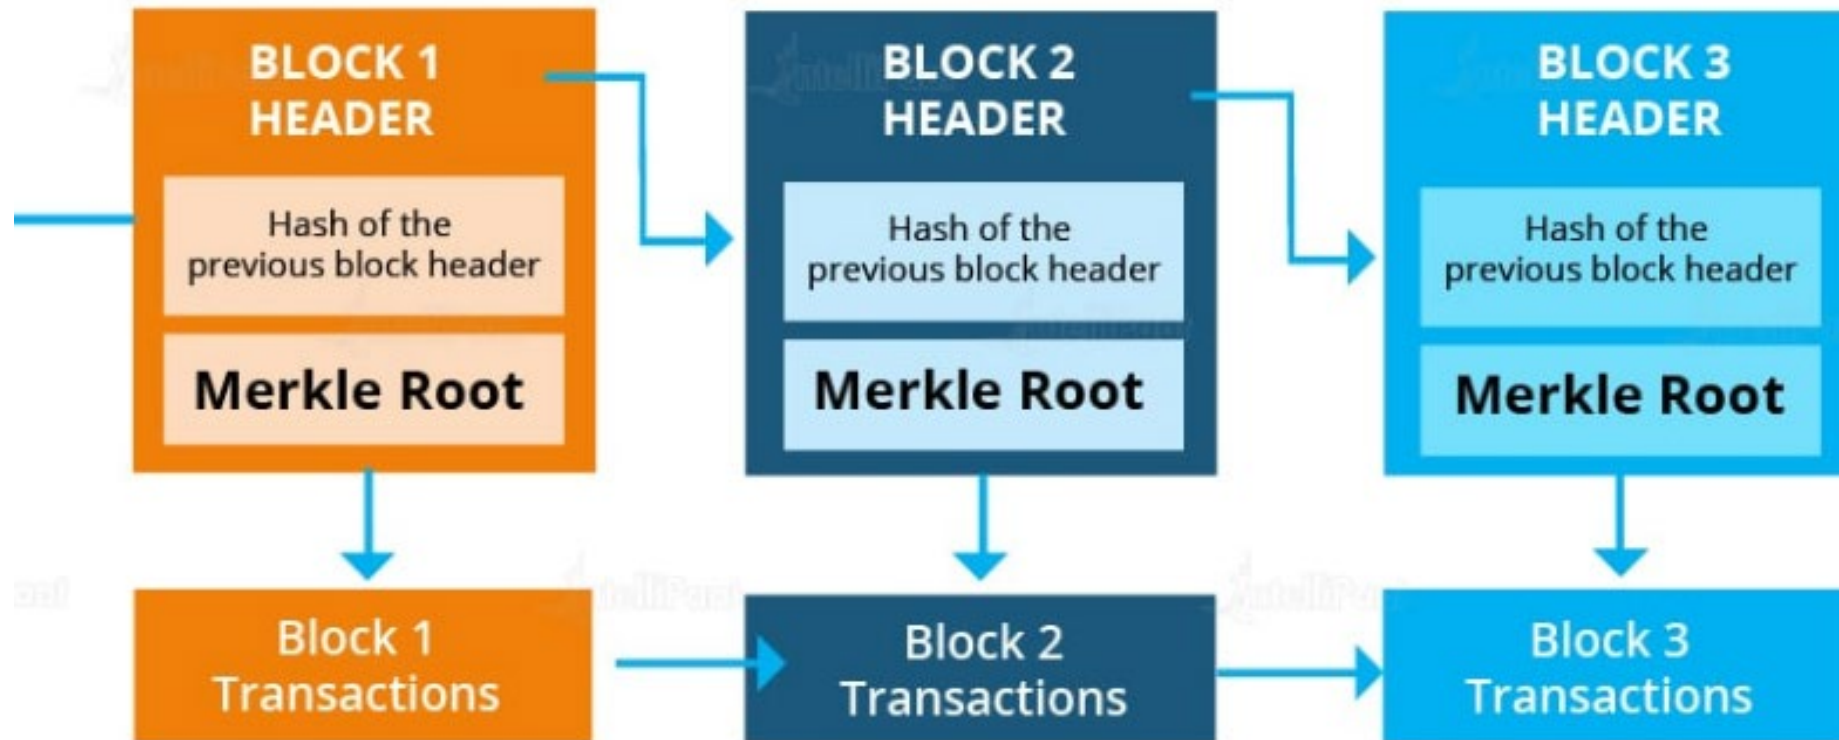 BLOCK 1
HEADER
Hash of the
previous block header
Merkle Root
Block 1
Transactions
BLOCK 2
HEADER
Hash of the
previous block header
Merkle Root
Block 2
Transactions
BLOCK 3
HEADER
Hash of the
previous block header
Merkle Root
Block 3
Transactions